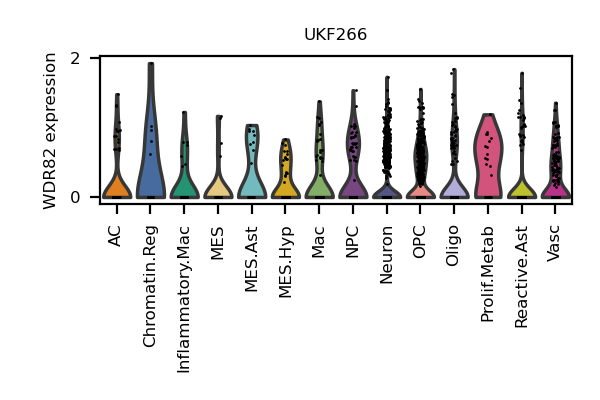 UKF266
WDR82 expression
2
0
AC
Chromatin.Reg
Inflammatory.Mac
MES
MES.Ast
MES.Hyp
Mac
NPC
Neuron
OPC
Oligo
Prolif.Metab
Reactive.Ast
Vasc